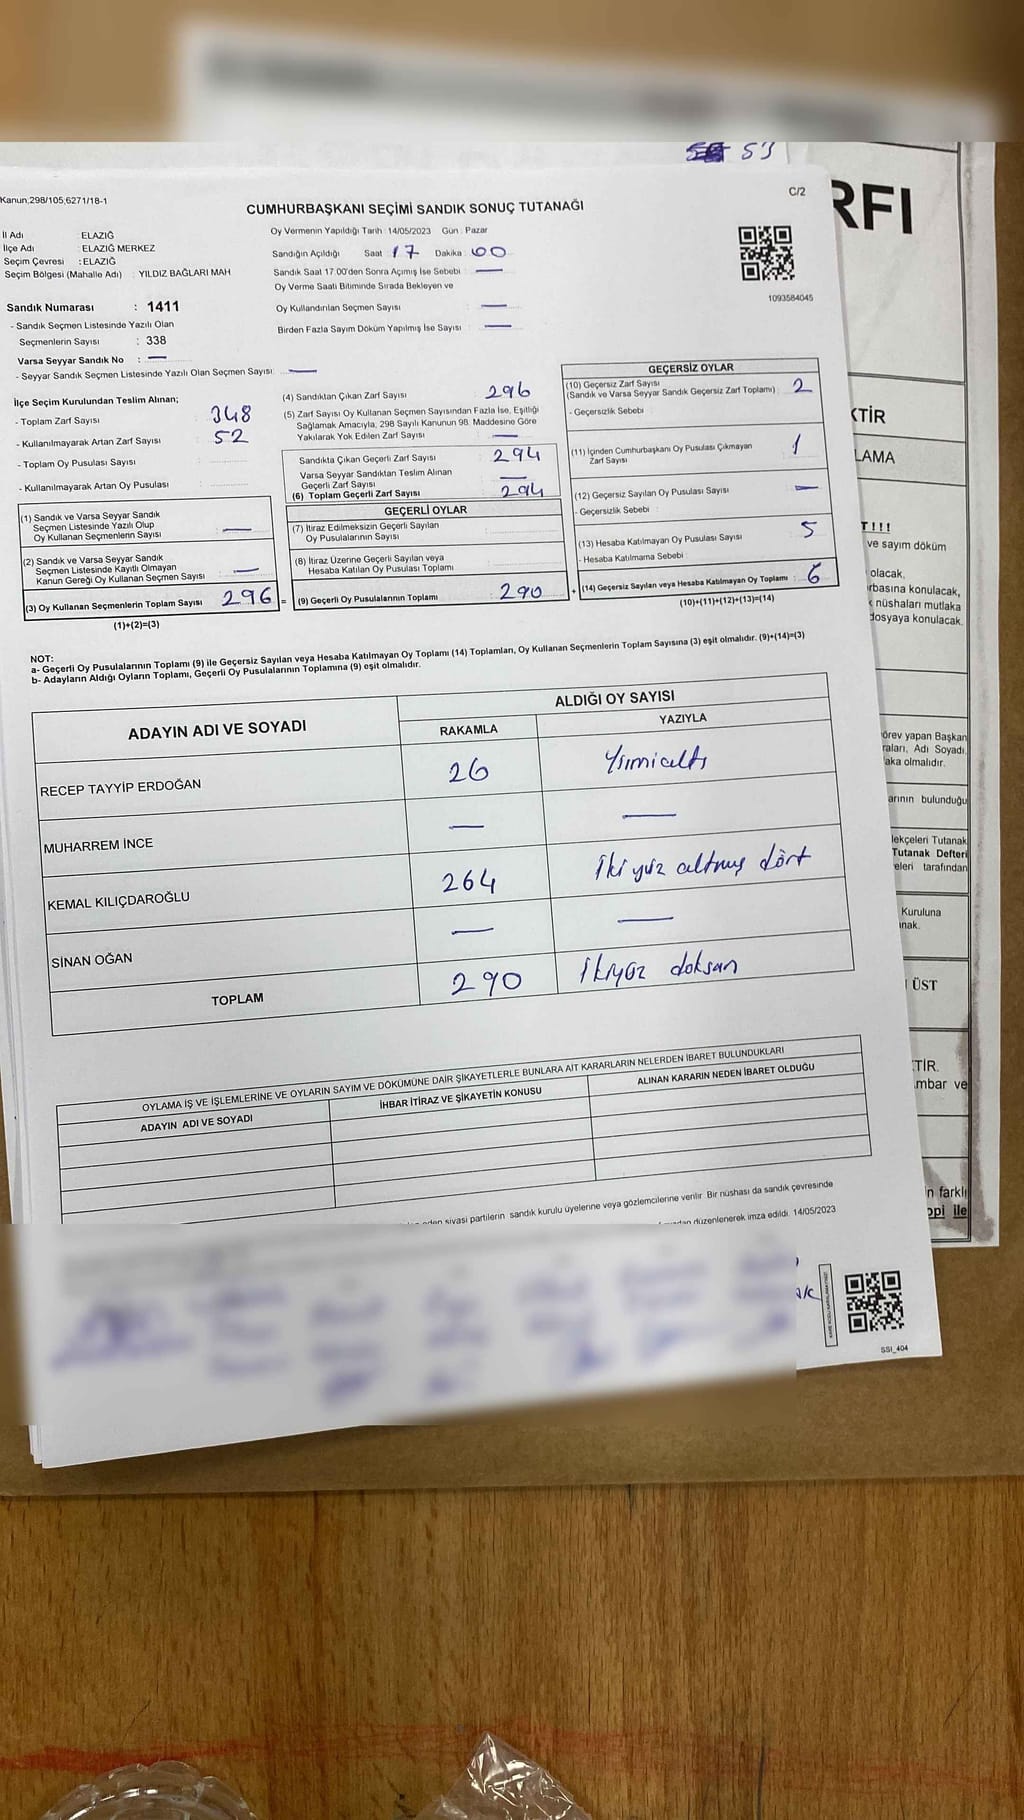 53
RFI
Kanun;298/105,6271/18-1
C/2
CUMHURBAŞKANI SEÇİMİ SANDIK SONUÇ TUTANAĞI
İl Adı : ELAZIĞ
İlçe Adı : ELAZIĞ MERKEZ
Seçim Çevresi : ELAZIĞ
Seçim Bölgesi (Mahalle Adı) : YILDIZ BAĞLARI MAH
Sandık Numarası : 1411
- Sandık Seçmen Listesinde Yazılı Olan
Seçmenlerin Sayısı : 338
Varsa Seyyar Sandık No : —
- Seyyar Sandık Seçmen Listesinde Yazılı Olan Seçmen Sayısı: —
Oy Vermenin Yapıldığı Tarih : 14/05/2023 Gün : Pazar
Sandığın Açıldığı Saat 17 Dakika 00
Sandık Saat 17.00'den Sonra Açımış İse Sebebi : —
Oy Verme Saati Bitiminde Sırada Bekleyen ve
Oy Kullandırılan Seçmen Sayısı : —
Birden Fazla Sayım Döküm Yapılmış İse Sayısı : —
1093584045
İlçe Seçim Kurulundan Teslim Alınan;
- Toplam Zarf Sayısı : 348
- Kullanılmayarak Artan Zarf Sayısı : 52
- Toplam Oy Pusulası Sayısı :
- Kullanılmayarak Artan Oy Pusulası :
(1) Sandık ve Varsa Seyyar Sandık
Seçmen Listesinde Yazılı Olup
Oy Kullanan Seçmenlerin Sayısı : —
(2) Sandık ve Varsa Seyyar Sandık
Seçmen Listesinde Kayıtlı Olmayan
Kanun Gereği Oy Kullanan Seçmen Sayısı : —
(3) Oy Kullanan Seçmenlerin Toplam Sayısı 296 =
(1)+(2)=(3)
(4) Sandıktan Çıkan Zarf Sayısı : 296
(5) Zarf Sayısı Oy Kullanan Seçmen Sayısından Fazla İse, Eşitliği
Sağlamak Amacıyla, 298 Sayılı Kanunun 98. Maddesine Göre
Yakılarak Yok Edilen Zarf Sayısı : —
Sandıkta Çıkan Geçerli Zarf Sayısı : 294
Varsa Seyyar Sandıktan Teslim Alınan
Geçerli Zarf Sayısı : —
(6) Toplam Geçerli Zarf Sayısı : 294
GEÇERLİ OYLAR
(7) İtiraz Edilmeksizin Geçerli Sayılan
Oy Pusulalarının Sayısı :
(8) İtiraz Üzerine Geçerli Sayılan veya
Hesaba Katılan Oy Pusulası Toplamı :
(9) Geçerli Oy Pusulalarının Toplamı : 290 +
GEÇERSİZ OYLAR
(10) Geçersiz Zarf Sayısı
(Sandık ve Varsa Seyyar Sandık Geçersiz Zarf Toplamı) : 2
- Geçersizlik Sebebi :
(11) İçinden Cumhurbaşkanı Oy Pusulası Çıkmayan
Zarf Sayısı : 1
(12) Geçersiz Sayılan Oy Pusulası Sayısı : —
- Geçersizlik Sebebi :
(13) Hesaba Katılmayan Oy Pusulası Sayısı : 5
- Hesaba Katılmama Sebebi :
(14) Geçersiz Sayılan veya Hesaba Katılmayan Oy Toplamı : 6
(10)+(11)+(12)+(13)=(14)
NOT:
a- Geçerli Oy Pusulalarının Toplamı (9) ile Geçersiz Sayılan veya Hesaba Katılmayan Oy Toplamı (14) Toplamları, Oy Kullanan Seçmenlerin Toplam Sayısına (3) eşit olmalıdır. (9)+(14)=(3)
b- Adayların Aldığı Oyların Toplamı, Geçerli Oy Pusulalarının Toplamına (9) eşit olmalıdır.
ADAYIN ADI VE SOYADI
ALDIĞI OY SAYISI
RAKAMLA YAZIYLA
RECEP TAYYİP ERDOĞAN 26 Yirmialtı
MUHARREM İNCE — —
KEMAL KILIÇDAROĞLU 264 İki yüz altmış dört
SİNAN OĞAN — —
TOPLAM 290 İkiyüz doksan
OYLAMA İŞ VE İŞLEMLERİNE VE OYLARIN SAYIM VE DÖKÜMÜNE DAİR ŞİKAYETLERLE BUNLARA AİT KARARLARIN NELERDEN İBARET BULUNDUKLARI
ADAYIN ADI VE SOYADI İHBAR İTİRAZ VE ŞİKAYETİN KONUSU ALINAN KARARIN NEDEN İBARET OLDUĞU
siyasi partilerin sandık kurulu üyelerine veya gözlemcilerine verilir. Bir nüshası da sandık çevresinde
düzenlenerek imza edildi. 14/05/2023
SSI_404
KTİR
LAMA
T!!!
ve sayım döküm
olacak,
rbasına konulacak,
k nüshaları mutlaka
dosyaya konulacak.
örev yapan Başkan
raları, Adı Soyadı,
aka olmalıdır.
arının bulunduğu
lekçeleri Tutanak
Tutanak Defteri
eleri tarafından
Kuruluna
nak.
ÜST
TİR.
mbar ve
n farklı
opi ile